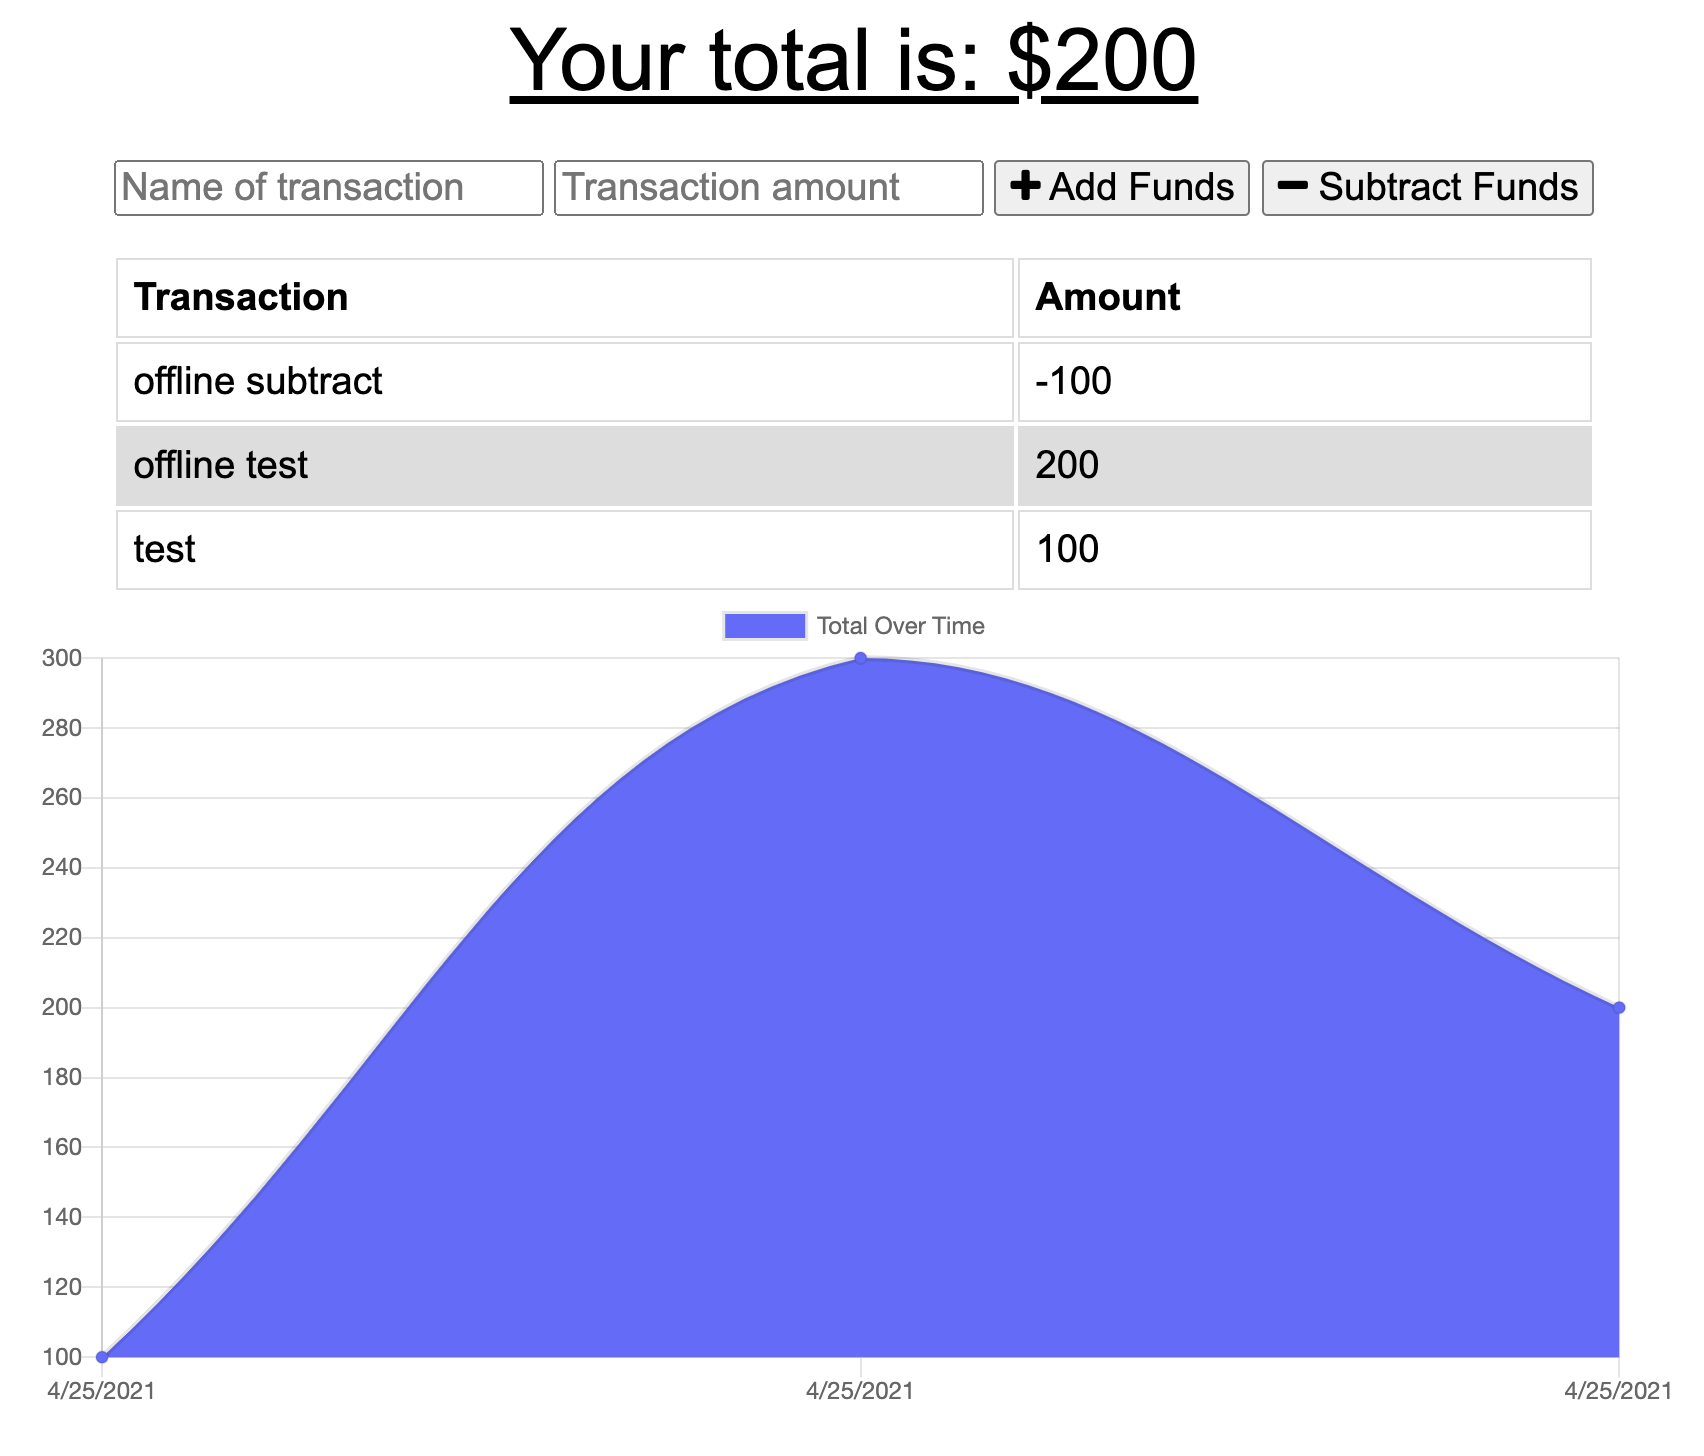 Your total is: $200
Name of transaction Transaction amount Add Funds Subtract Funds
Transaction Amount
offline subtract -100
offline test 200
test 100
Total Over Time
300
280
260
240
220
200
180
160
140
120
100
4/25/2021 4/25/2021 4/25/2021